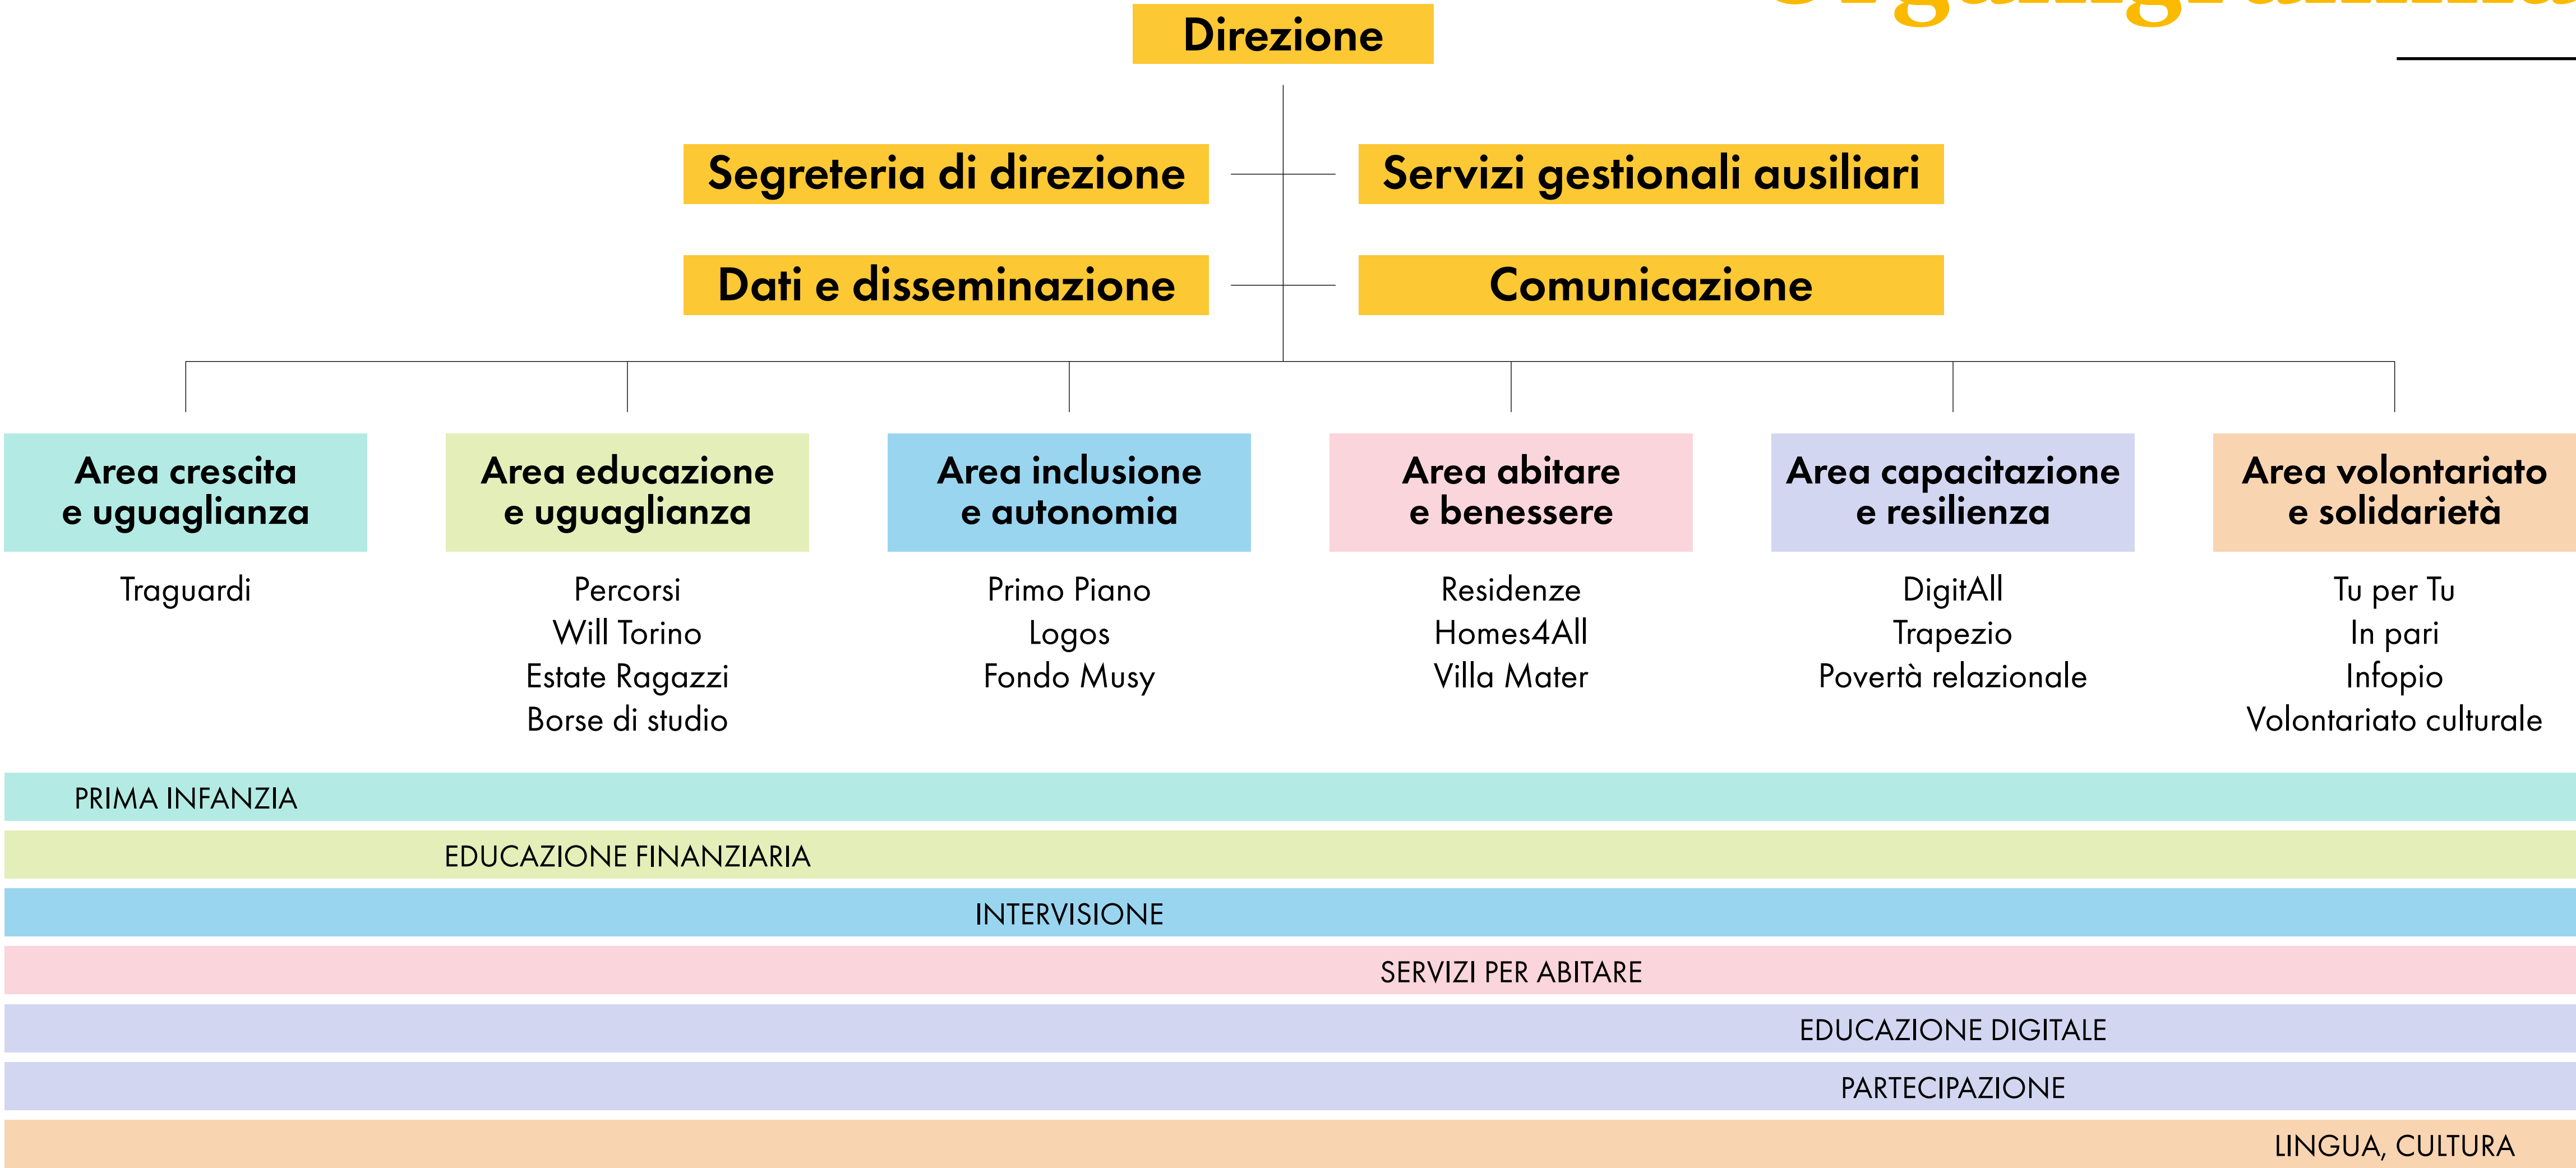 Direzione
Segreteria di direzione
Servizi gestionali ausiliari
Dati e disseminazione
Comunicazione
Area crescita
e uguaglianza
Traguardi
Area educazione
e uguaglianza
Percorsi
Will Torino
Estate Ragazzi
Borse di studio
Area inclusione
e autonomia
Primo Piano
Logos
Fondo Musy
Area abitare
e benessere
Residenze
Homes4All
Villa Mater
Area capacitazione
e resilienza
DigitAll
Trapezio
Povertà relazionale
Area volontariato
e solidarietà
Tu per Tu
In pari
Infopio
Volontariato culturale
PRIMA INFANZIA
EDUCAZIONE FINANZIARIA
INTERVISIONE
SERVIZI PER ABITARE
EDUCAZIONE DIGITALE
PARTECIPAZIONE
LINGUA, CULTURA